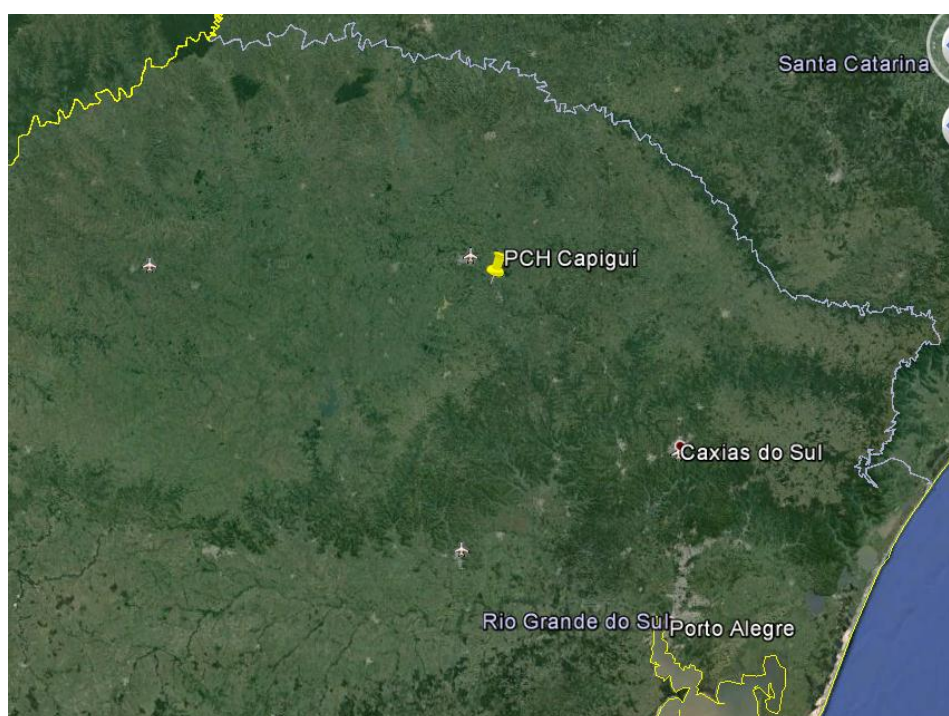 Santa Catarina
PCH Capiguí
Caxias do Sul
Rio Grande do Sul
Porto Alegre